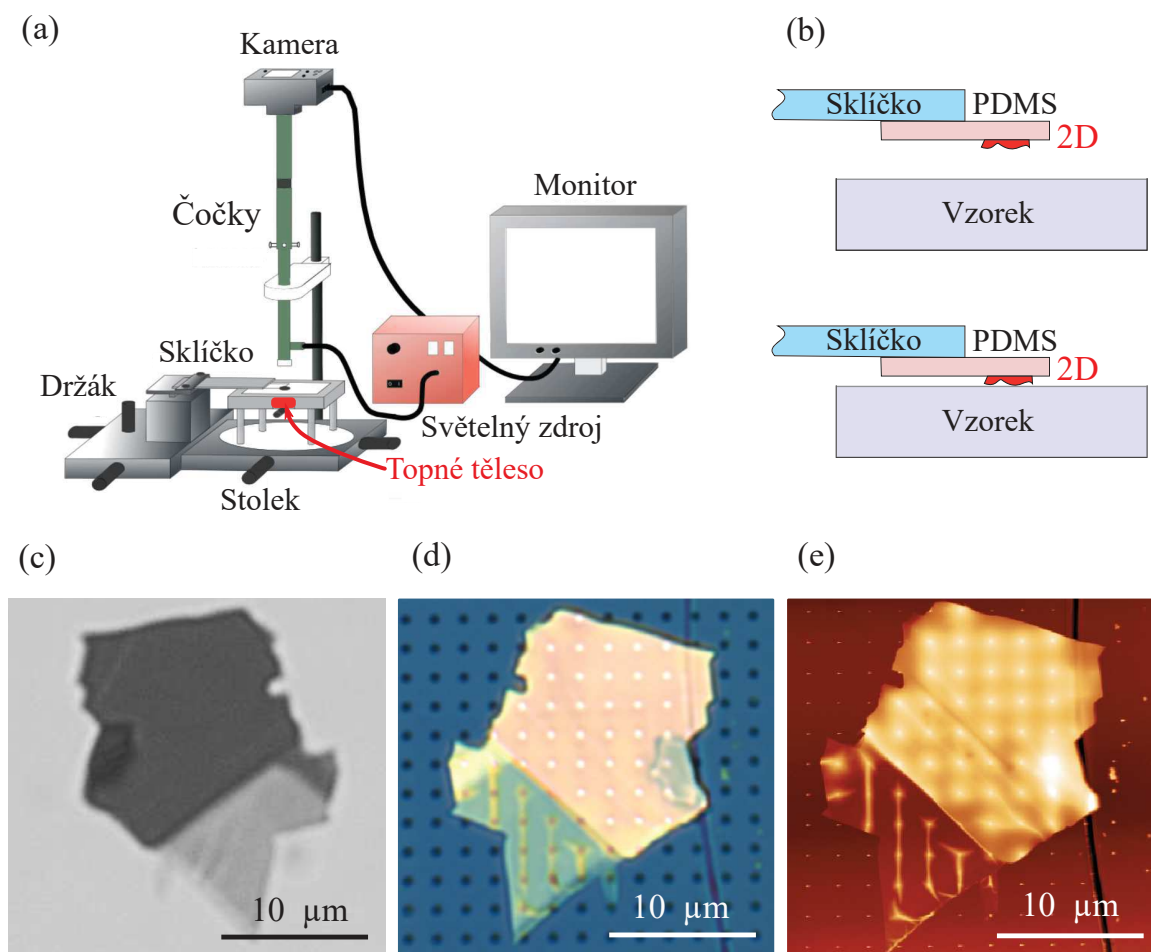 (a)
Kamera
Čočky
Monitor
Sklíčko
Držák
Světelný zdroj
Topné těleso
Stolek
(b)
Sklíčko
PDMS
2D
Vzorek
Sklíčko
PDMS
2D
Vzorek
(c)
10 µm
(d)
10 µm
(e)
10 µm